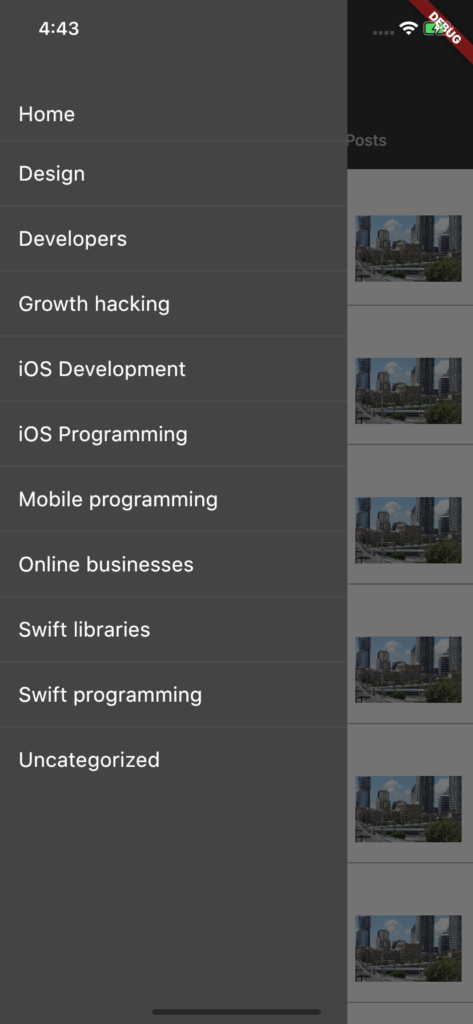 4:43
DEBUG
Home
Posts
Design
Developers
Growth hacking
iOS Development
iOS Programming
Mobile programming
Online businesses
Swift libraries
Swift programming
Uncategorized